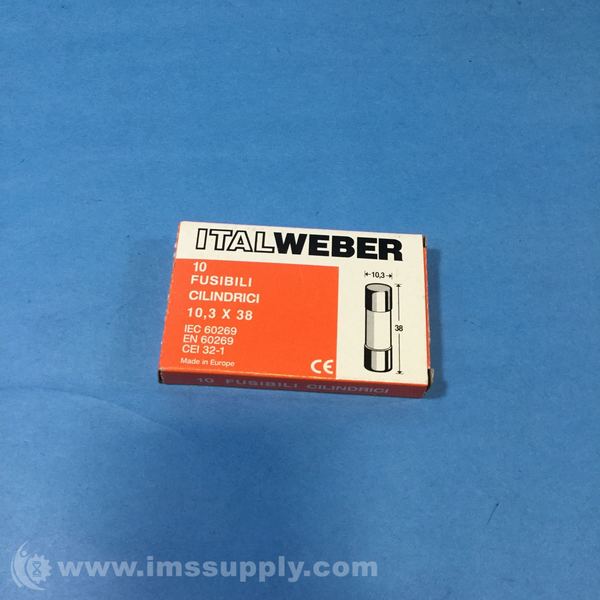 ITALWEBER
10
FUSIBILI
CILINDRICI
10,3 X 38
IEC 60269
EN 60269
CEI 32-1
Made in Europe
CE
10,3
38
10 FUSIBILI CILINDRICI
www.imssupply.com